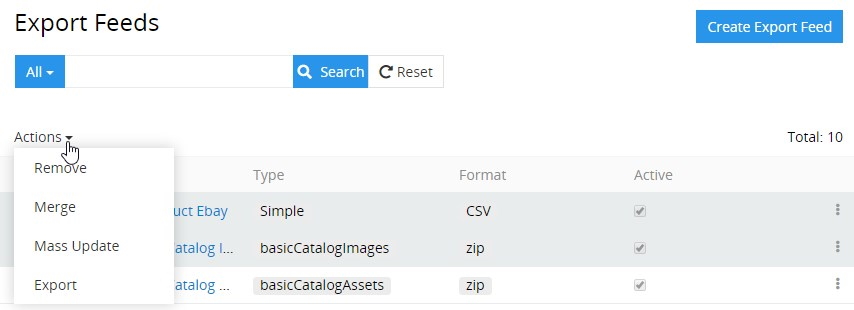 Export Feeds
Create Export Feed
All
Search
Reset
Actions
Total: 10
Remove
Type
Format
Active
Merge
uct Ebay
Simple
CSV
Mass Update
atalog I...
basicCatalogImages
zip
Export
atalog ...
basicCatalogAssets
zip